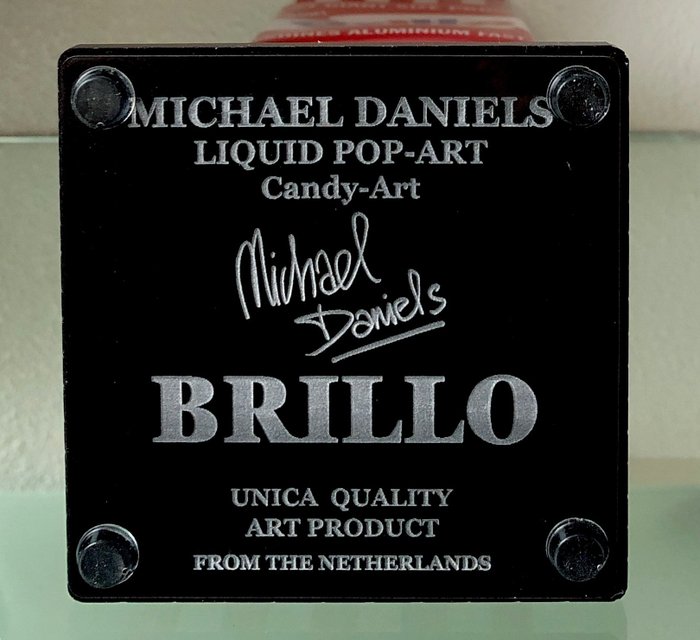 MICHAEL DANIELS
LIQUID POP-ART
Candy-Art
Michael
Daniels
BRILLO
UNICA QUALITY
ART PRODUCT
FROM THE NETHERLANDS